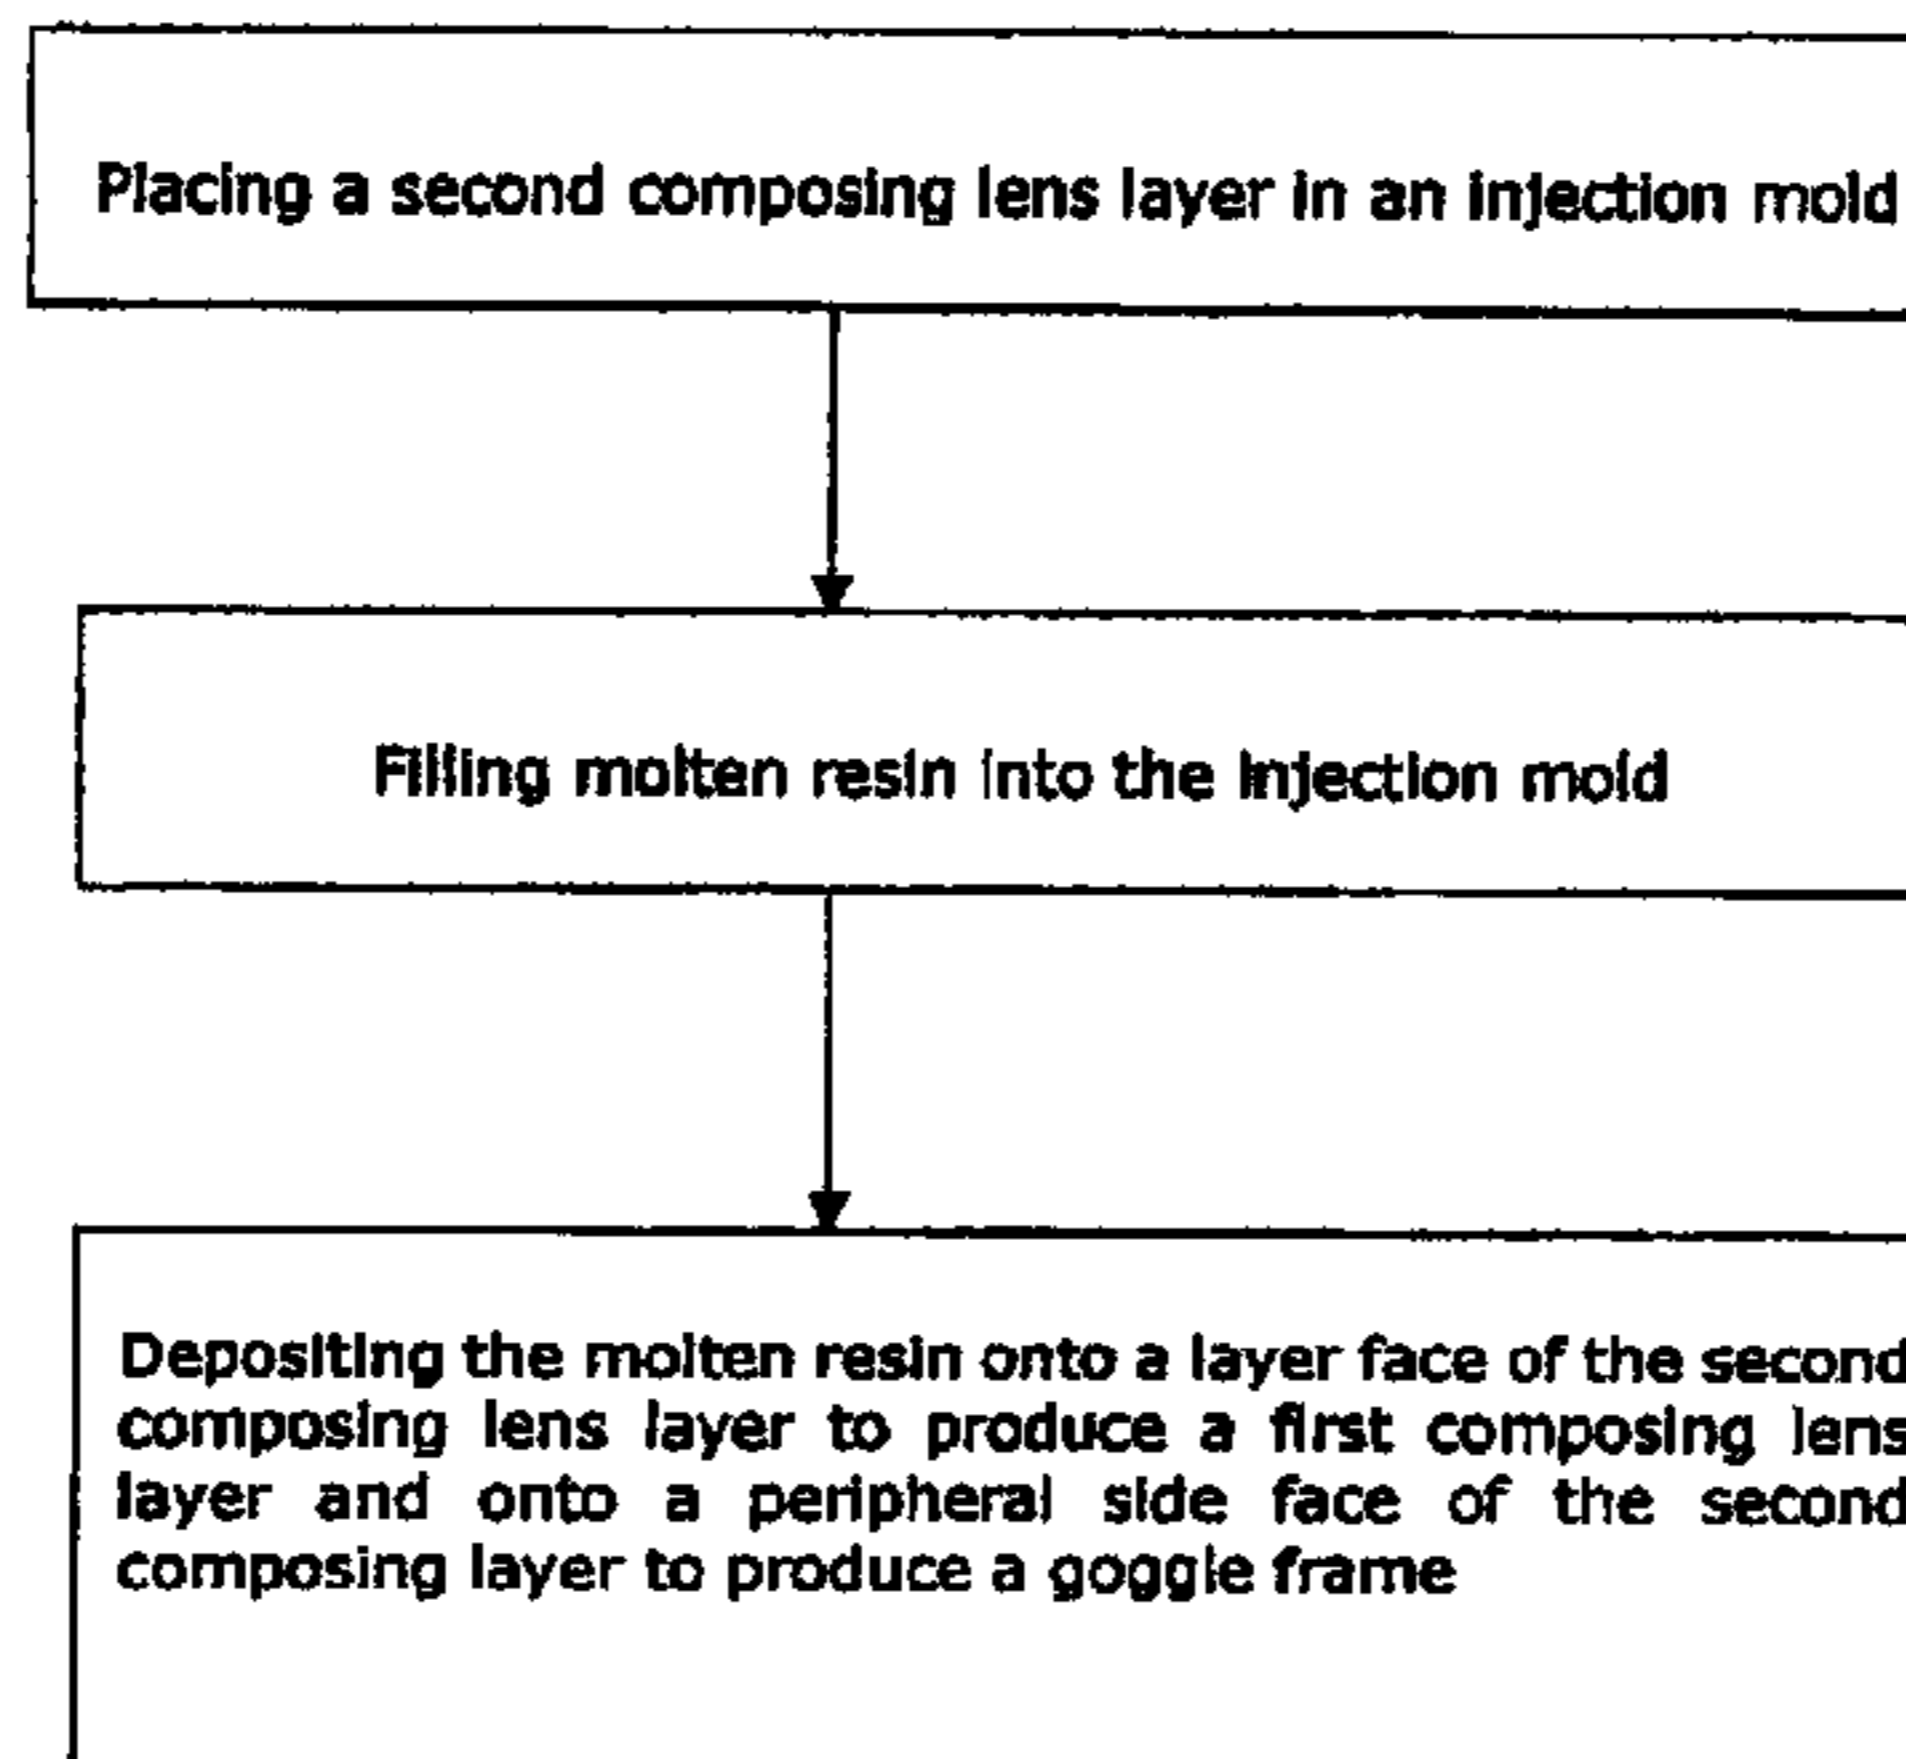 Placing a second composing lens layer in an injection mold
Filling molten resin into the injection mold
Depositing the molten resin onto a layer face of the second
composing lens layer to produce a first composing lens
layer and onto a peripheral side face of the second
composing layer to produce a goggle frame